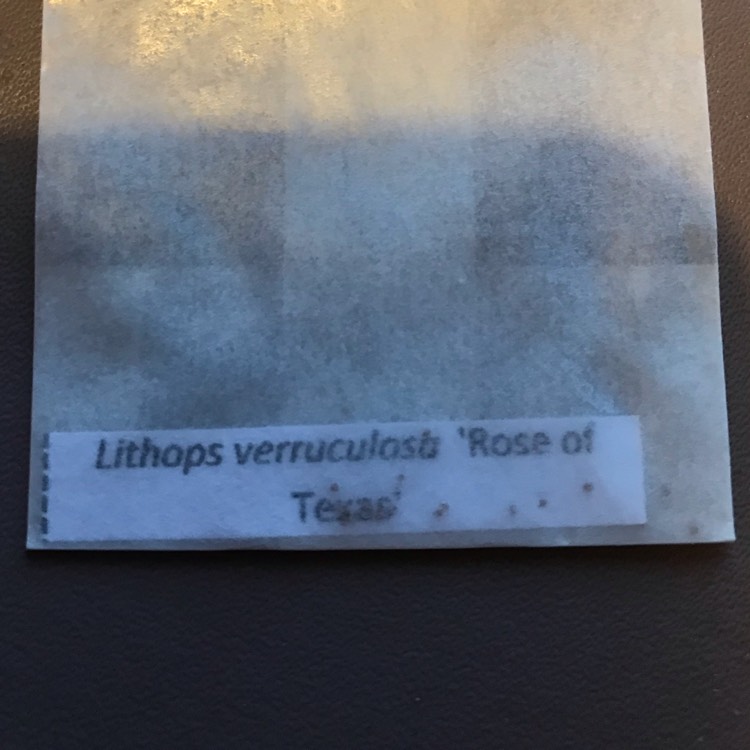 Lithops verruculosa 'Rose of
Texas'